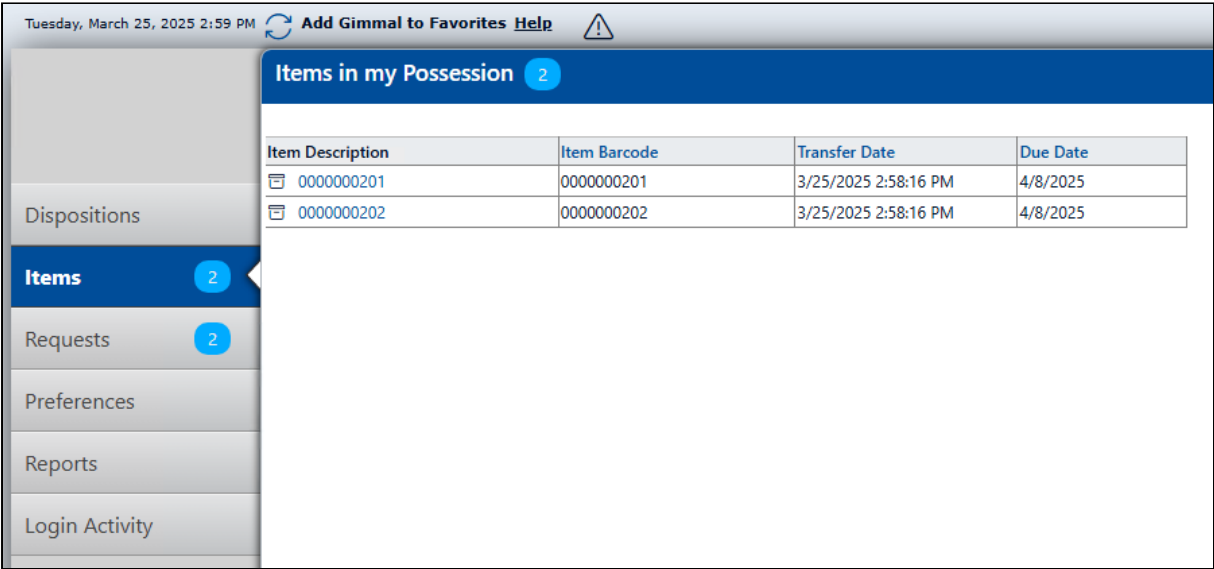 Tuesday, March 25, 2025 2:59 PM Add Gimmal to Favorites Help
Items in my Possession 2
Item Description Item Barcode Transfer Date Due Date
0000000201 0000000201 3/25/2025 2:58:16 PM 4/8/2025
0000000202 0000000202 3/25/2025 2:58:16 PM 4/8/2025
Dispositions
Items 2
Requests 2
Preferences
Reports
Login Activity